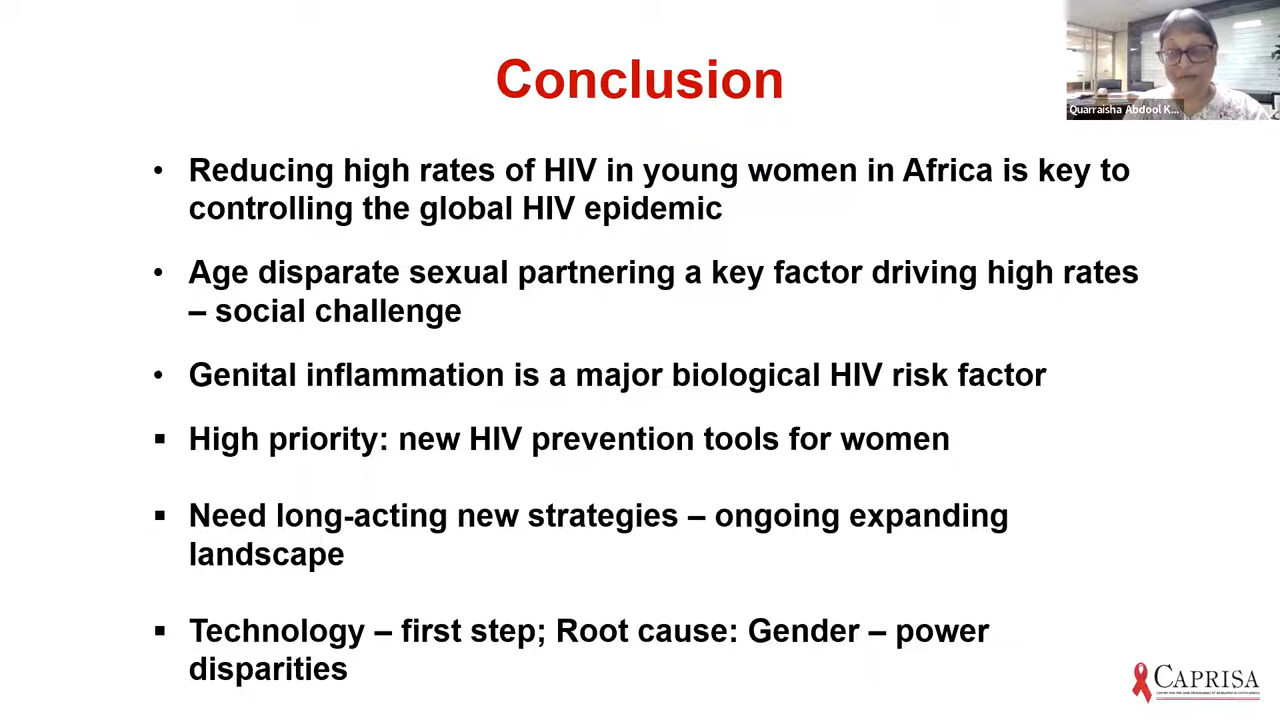 Conclusion
Quarraisha Abdool K...
• Reducing high rates of HIV in young women in Africa is key to
controlling the global HIV epidemic
• Age disparate sexual partnering a key factor driving high rates
– social challenge
• Genital inflammation is a major biological HIV risk factor
▪ High priority: new HIV prevention tools for women
▪ Need long-acting new strategies – ongoing expanding
landscape
▪ Technology – first step; Root cause: Gender – power
disparities
CAPRISA